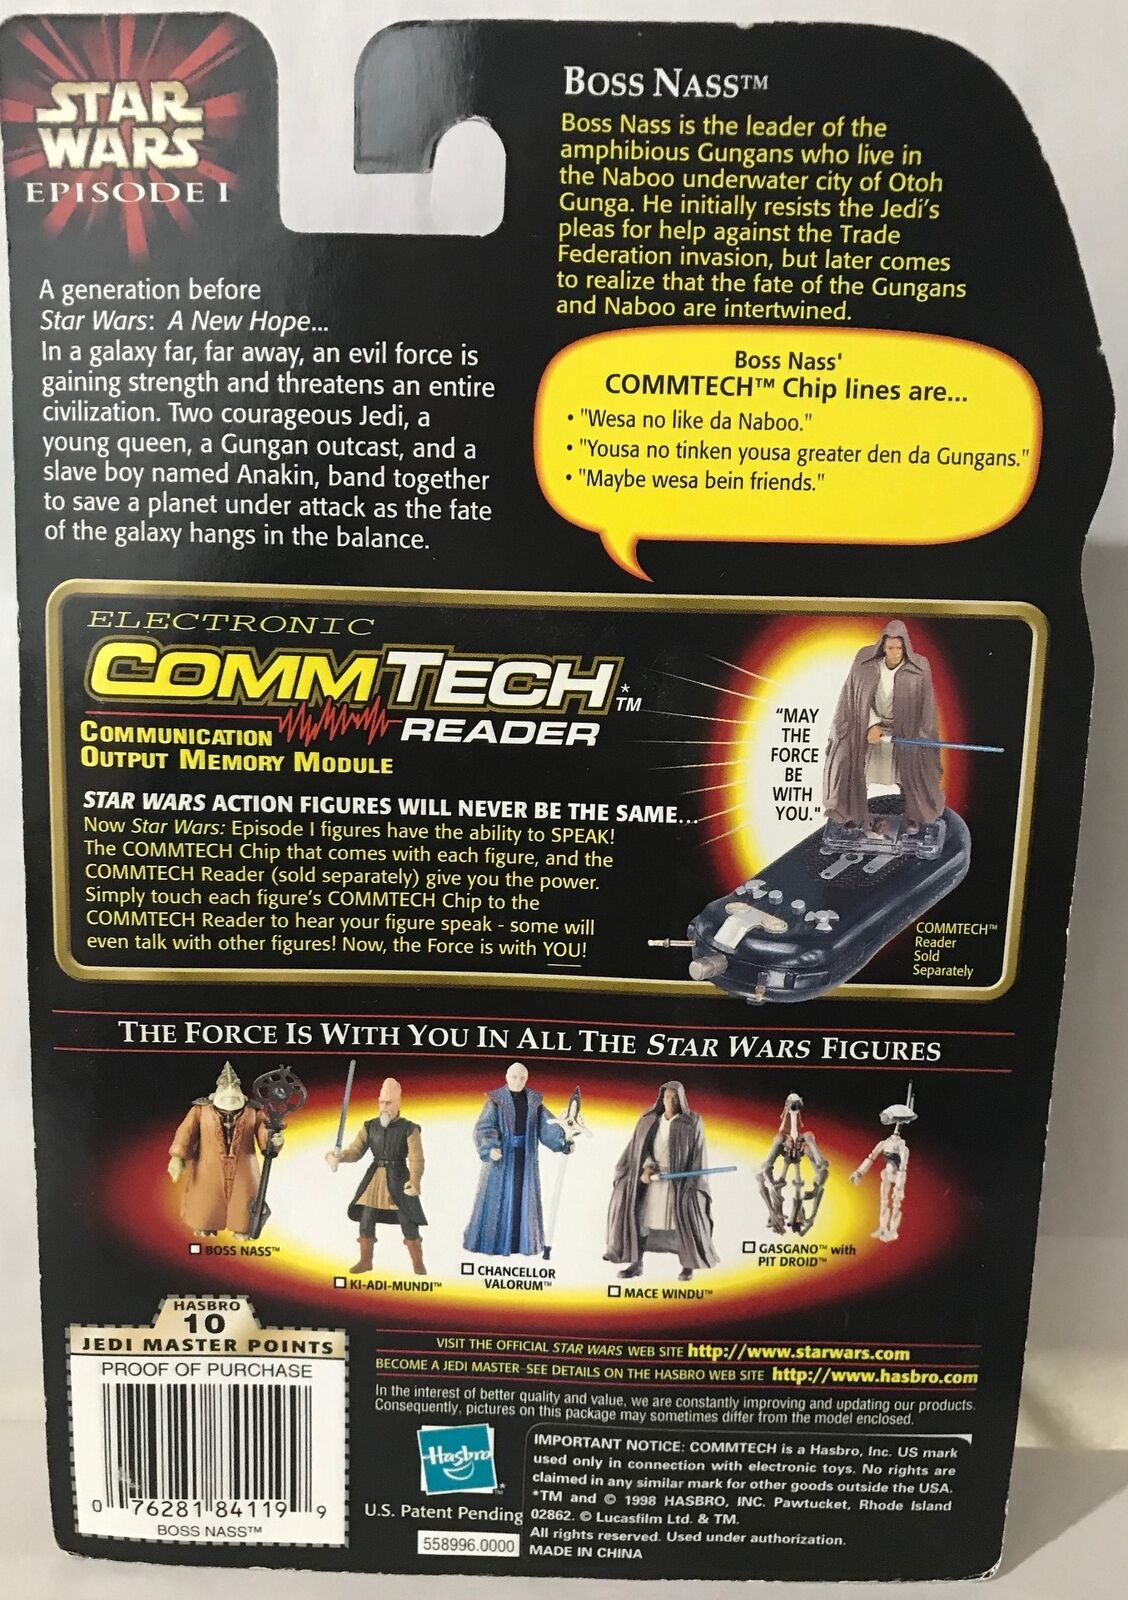 STAR
WARS
EPISODE I
A generation before
Star Wars: A New Hope...
In a galaxy far, far away, an evil force is
gaining strength and threatens an entire
civilization. Two courageous Jedi, a
young queen, a Gungan outcast, and a
slave boy named Anakin, band together
to save a planet under attack as the fate
of the galaxy hangs in the balance.
BOSS NASS™
Boss Nass is the leader of the
amphibious Gungans who live in
the Naboo underwater city of Otoh
Gunga. He initially resists the Jedi's
pleas for help against the Trade
Federation invasion, but later comes
to realize that the fate of the Gungans
and Naboo are intertwined.
Boss Nass'
COMMTECH™ Chip lines are...
• "Wesa no like da Naboo."
• "Yousa no tinken yousa greater den da Gungans."
• "Maybe wesa bein friends."
ELECTRONIC
COMMTECH*™
READER
COMMUNICATION
OUTPUT MEMORY MODULE
STAR WARS ACTION FIGURES WILL NEVER BE THE SAME...
Now Star Wars: Episode I figures have the ability to SPEAK!
The COMMTECH Chip that comes with each figure, and the
COMMTECH Reader (sold separately) give you the power.
Simply touch each figure's COMMTECH Chip to the
COMMTECH Reader to hear your figure speak - some will
even talk with other figures! Now, the Force is with YOU!
"MAY
THE
FORCE
BE
WITH
YOU."
COMMTECH™
Reader
Sold
Separately
THE FORCE IS WITH YOU IN ALL THE STAR WARS FIGURES
BOSS NASS™
KI-ADI-MUNDI™
CHANCELLOR
VALORUM™
MACE WINDU™
GASGANO™ with
PIT DROID™
HASBRO
10
JEDI MASTER POINTS
PROOF OF PURCHASE
0 76281 84119 9
BOSS NASS™
VISIT THE OFFICIAL STAR WARS WEB SITE http://www.starwars.com
BECOME A JEDI MASTER-SEE DETAILS ON THE HASBRO WEB SITE http://www.hasbro.com
In the interest of better quality and value, we are constantly improving and updating our products.
Consequently, pictures on this package may sometimes differ from the model enclosed.
Hasbro™
U.S. Patent Pending
558996.0000
IMPORTANT NOTICE: COMMTECH is a Hasbro, Inc. US mark
used only in connection with electronic toys. No rights are
claimed in any similar mark for other goods outside the USA.
*TM and © 1998 HASBRO, INC. Pawtucket, Rhode Island
02862. © Lucasfilm Ltd. & TM.
All rights reserved. Used under authorization.
MADE IN CHINA